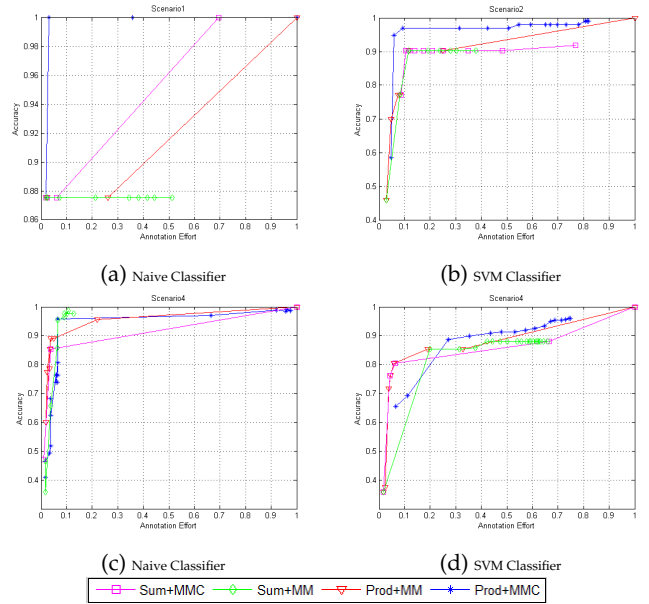 Scenario1
1
0.98
0.96
0.94
0.92
0.9
0.88
0.86
Accuracy
0 0.1 0.2 0.3 0.4 0.5 0.6 0.7 0.8 0.9 1
Annotation Effort
(a) Naive Classifier
Scenario2
1
0.9
0.8
0.7
0.6
0.5
0.4
Accuracy
0 0.1 0.2 0.3 0.4 0.5 0.6 0.7 0.8 0.9 1
Annotation Effort
(b) SVM Classifier
Scenario4
1
0.9
0.8
0.7
0.6
0.5
0.4
Accuracy
0 0.1 0.2 0.3 0.4 0.5 0.6 0.7 0.8 0.9 1
Annotation Effort
(c) Naive Classifier
Scenario4
1
0.9
0.8
0.7
0.6
0.5
0.4
Accuracy
0 0.1 0.2 0.3 0.4 0.5 0.6 0.7 0.8 0.9 1
Annotation Effort
(d) SVM Classifier
Sum+MMC Sum+MM Prod+MM Prod+MMC